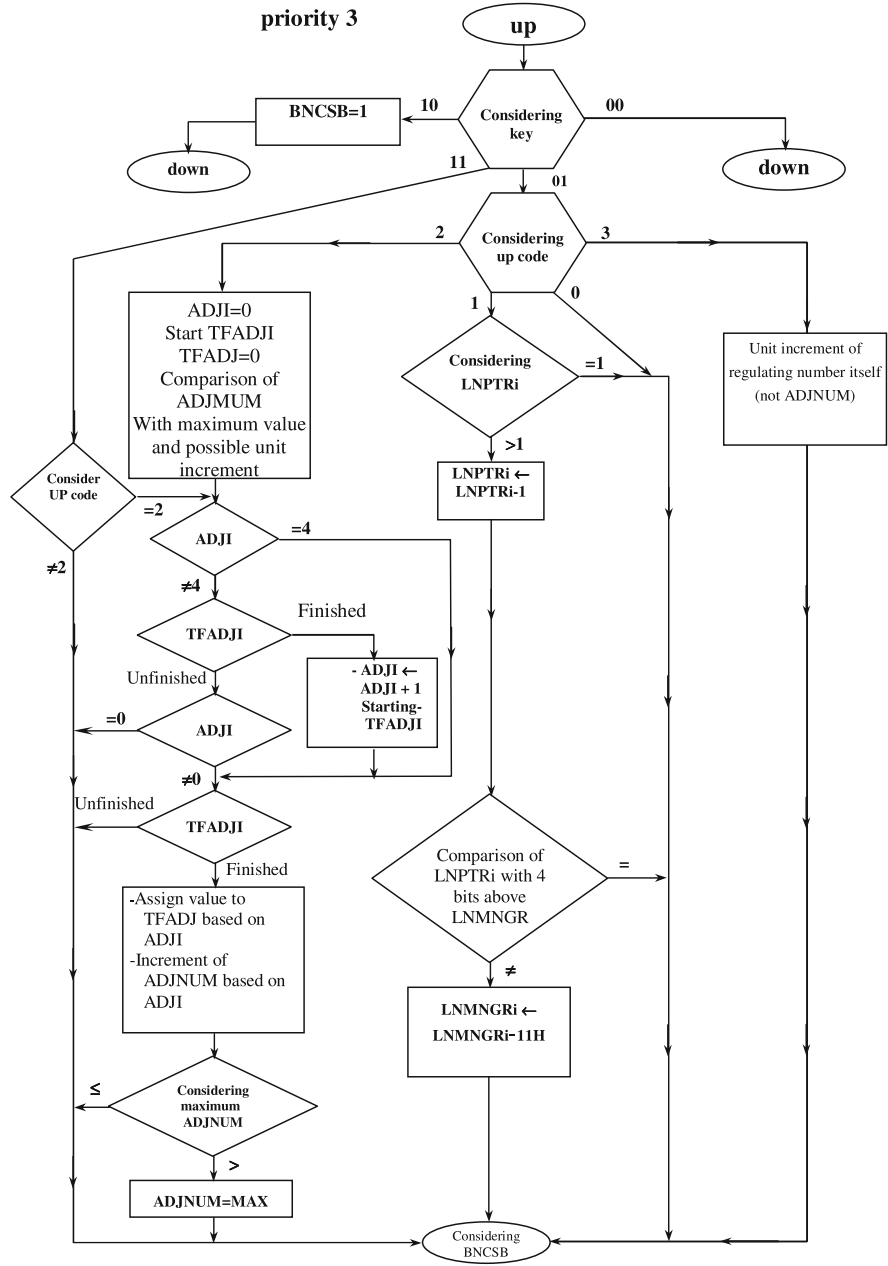 priority 3
up
Considering
key
10
00
BNCSB=1
down
down
11
01
Considering
up code
2
3
1
0
ADJI=0
Start TFADJI
TFADJ=0
Comparison of
ADJMUM
With maximum value
and possible unit
increment
Considering
LNPTRi
=1
>1
Unit increment of
regulating number itself
(not ADJNUM)
LNPTRi ←
LNPTRi-1
Consider
UP code
=2
≠2
ADJI
=4
≠4
TFADJI
Finished
Unfinished
- ADJI ←
ADJI + 1
Starting-
TFADJI
ADJI
=0
≠0
Unfinished
TFADJI
Finished
Comparison of
LNPTRi with 4
bits above
LNMNGR
=
≠
-Assign value to
TFADJ based on
ADJI
-Increment of
ADJNUM based on
ADJI
LNMNGRi ←
LNMNGRi-11H
≤
Considering
maximum
ADJNUM
>
ADJNUM=MAX
Considering
BNCSB